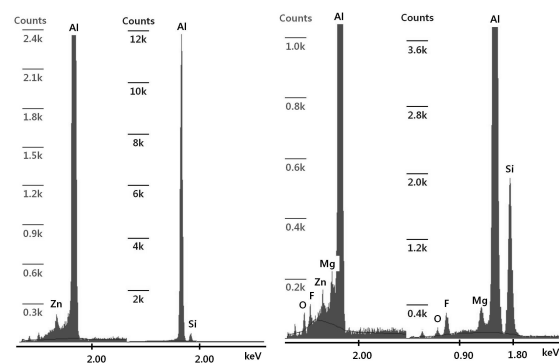 Counts
2.4k
2.1k
1.8k
1.5k
1.2k
0.9k
0.6k
0.3k
Al
Zn
2.00
Counts
12k
10k
8k
6k
4k
2k
Al
Si
2.00
keV
Counts
1.0k
0.8k
0.6k
0.4k
0.2k
Al
Mg
Zn
F
O
2.00
Counts
3.6k
2.8k
2.0k
1.2k
0.4k
Al
Si
Mg
F
O
0.90
1.80
keV